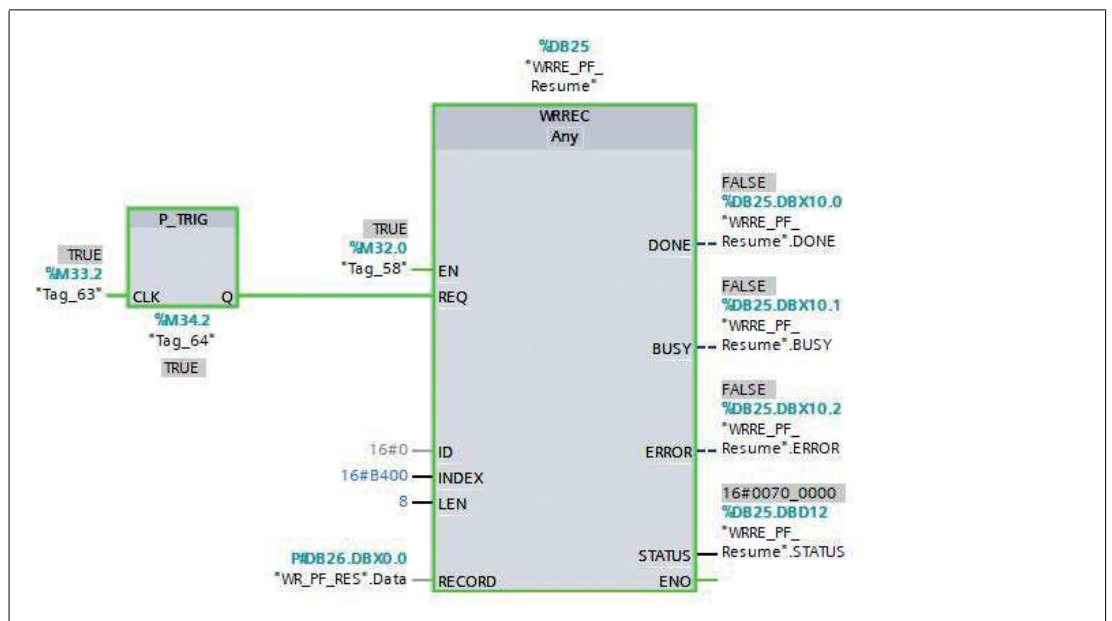 %DB25
"WRRE_PF_
Resume"
WRREC
Any
P_TRIG
TRUE
%M33.2
"Tag_63"
CLK
Q
%M34.2
"Tag_64"
TRUE
TRUE
%M32.0
"Tag_58"
EN
REQ
16#0
ID
16#B400
INDEX
8
LEN
P#DB26.DBX0.0
"WR_PF_RES".Data
RECORD
FALSE
%DB25.DBX10.0
"WRRE_PF_
DONE
Resume".DONE
FALSE
%DB25.DBX10.1
"WRRE_PF_
BUSY
Resume".BUSY
FALSE
%DB25.DBX10.2
"WRRE_PF_
ERROR
Resume".ERROR
16#0070_0000
%DB25.DBD12
"WRRE_PF_
STATUS
Resume".STATUS
ENO